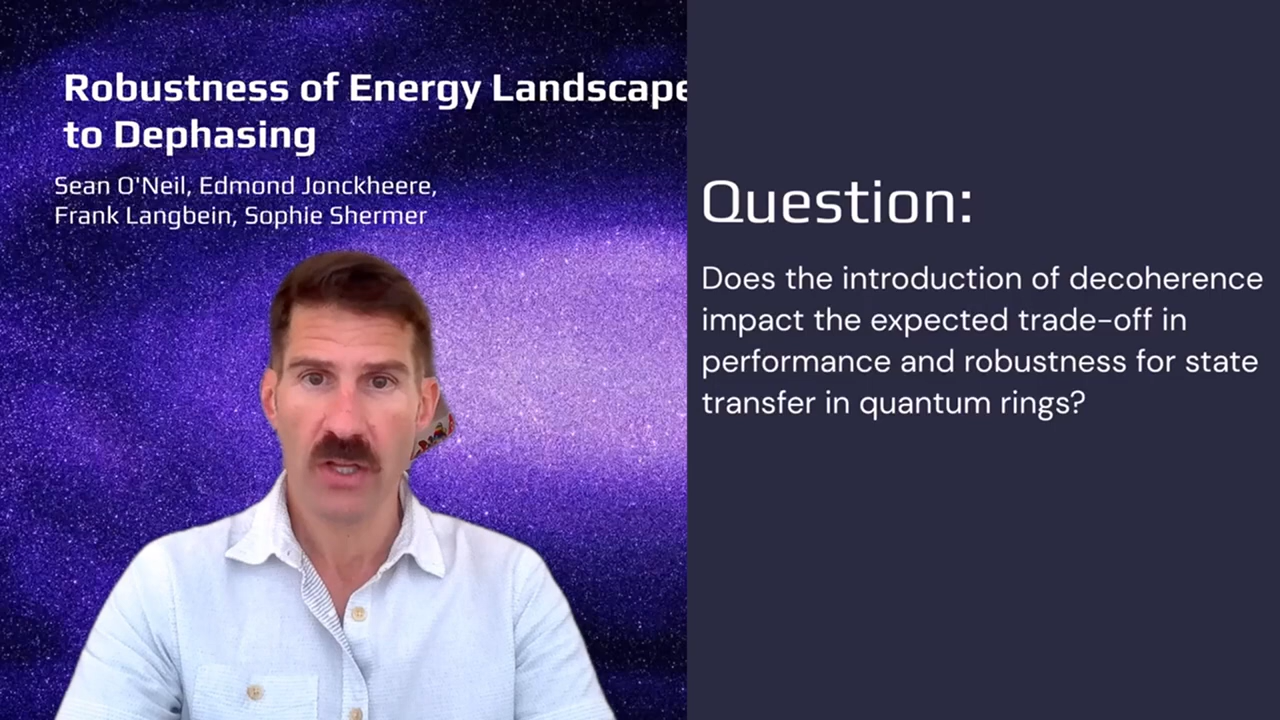 Robustness of Energy Landscape
to Dephasing
Sean O'Neil, Edmond Jonckheere,
Frank Langbein, Sophie Shermer
Question:
Does the introduction of decoherence
impact the expected trade-off in
performance and robustness for state
transfer in quantum rings?